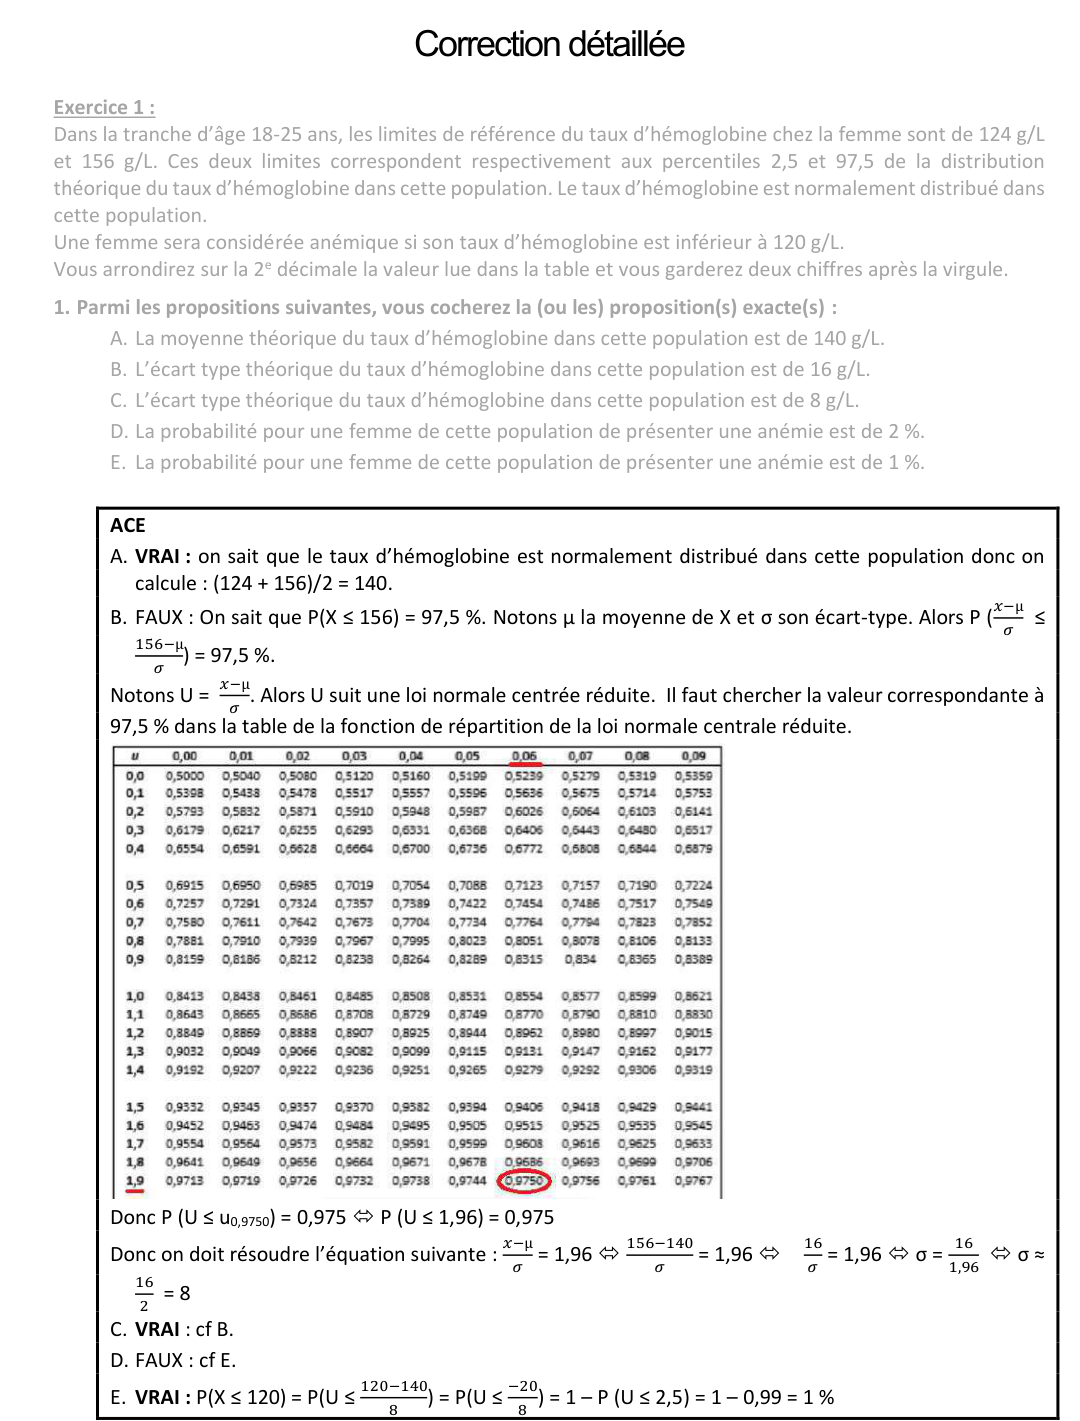 Correction détaillée
Exercice 1 :
Dans la tranche d'âge 18-25 ans, les limites de référence du taux d'hémoglobine chez la femme sont de 124 g/L
et 156 g/L. Ces deux limites correspondent respectivement aux percentiles 2,5 et 97,5 de la distribution
théorique du taux d'hémoglobine dans cette population. Le taux d'hémoglobine est normalement distribué dans
cette population.
Une femme sera considérée anémique si son taux d'hémoglobine est inférieur à 120 g/L.
Vous arrondirez sur la 2e décimale la valeur lue dans la table et vous garderez deux chiffres après la virgule.
1. Parmi les propositions suivantes, vous cocherez la (ou les) proposition(s) exacte(s) :
A. La moyenne théorique du taux d'hémoglobine dans cette population est de 140 g/L.
B. L'écart type théorique du taux d'hémoglobine dans cette population est de 16 g/L.
C. L'écart type théorique du taux d'hémoglobine dans cette population est de 8 g/L.
D. La probabilité pour une femme de cette population de présenter une anémie est de 2 %.
E. La probabilité pour une femme de cette population de présenter une anémie est de 1 %.
ACE
A. VRAI : on sait que le taux d'hémoglobine est normalement distribué dans cette population donc on
calcule : (124 + 156)/2 = 140.
B. FAUX : On sait que P(X ≤ 156) = 97,5 %. Notons μ la moyenne de X et σ son écart-type. Alors P ((x−μ)/σ ≤
(156−μ)/σ) = 97,5 %.
Notons U = (x−μ)/σ. Alors U suit une loi normale centrée réduite. Il faut chercher la valeur correspondante à
97,5 % dans la table de la fonction de répartition de la loi normale centrale réduite.
u 0,00 0,01 0,02 0,03 0,04 0,05 0,06 0,07 0,08 0,09
0,0 0,5000 0,5040 0,5080 0,5120 0,5160 0,5199 0,5239 0,5279 0,5319 0,5359
0,1 0,5398 0,5438 0,5478 0,5517 0,5557 0,5596 0,5636 0,5675 0,5714 0,5753
0,2 0,5793 0,5832 0,5871 0,5910 0,5948 0,5987 0,6026 0,6064 0,6103 0,6141
0,3 0,6179 0,6217 0,6255 0,6293 0,6331 0,6368 0,6406 0,6443 0,6480 0,6517
0,4 0,6554 0,6591 0,6628 0,6664 0,6700 0,6736 0,6772 0,6808 0,6844 0,6879
0,5 0,6915 0,6950 0,6985 0,7019 0,7054 0,7088 0,7123 0,7157 0,7190 0,7224
0,6 0,7257 0,7291 0,7324 0,7357 0,7389 0,7422 0,7454 0,7486 0,7517 0,7549
0,7 0,7580 0,7611 0,7642 0,7673 0,7704 0,7734 0,7764 0,7794 0,7823 0,7852
0,8 0,7881 0,7910 0,7939 0,7967 0,7995 0,8023 0,8051 0,8078 0,8106 0,8133
0,9 0,8159 0,8186 0,8212 0,8238 0,8264 0,8289 0,8315 0,834 0,8365 0,8389
1,0 0,8413 0,8438 0,8461 0,8485 0,8508 0,8531 0,8554 0,8577 0,8599 0,8621
1,1 0,8643 0,8665 0,8686 0,8708 0,8729 0,8749 0,8770 0,8790 0,8810 0,8830
1,2 0,8849 0,8869 0,8888 0,8907 0,8925 0,8944 0,8962 0,8980 0,8997 0,9015
1,3 0,9032 0,9049 0,9066 0,9082 0,9099 0,9115 0,9131 0,9147 0,9162 0,9177
1,4 0,9192 0,9207 0,9222 0,9236 0,9251 0,9265 0,9279 0,9292 0,9306 0,9319
1,5 0,9332 0,9345 0,9357 0,9370 0,9382 0,9394 0,9406 0,9418 0,9429 0,9441
1,6 0,9452 0,9463 0,9474 0,9484 0,9495 0,9505 0,9515 0,9525 0,9535 0,9545
1,7 0,9554 0,9564 0,9573 0,9582 0,9591 0,9599 0,9608 0,9616 0,9625 0,9633
1,8 0,9641 0,9649 0,9656 0,9664 0,9671 0,9678 0,9686 0,9693 0,9699 0,9706
1,9 0,9713 0,9719 0,9726 0,9732 0,9738 0,9744 0,9750 0,9756 0,9761 0,9767
Donc P (U ≤ u0,9750) = 0,975 ⇔ P (U ≤ 1,96) = 0,975
Donc on doit résoudre l'équation suivante : (x−μ)/σ = 1,96 ⇔ (156−140)/σ = 1,96 ⇔ 16/σ = 1,96 ⇔ σ = 16/1,96 ⇔ σ ≈
16/2 = 8
C. VRAI : cf B.
D. FAUX : cf E.
E. VRAI : P(X ≤ 120) = P(U ≤ (120−140)/8) = P(U ≤ −20/8) = 1 – P (U ≤ 2,5) = 1 – 0,99 = 1 %